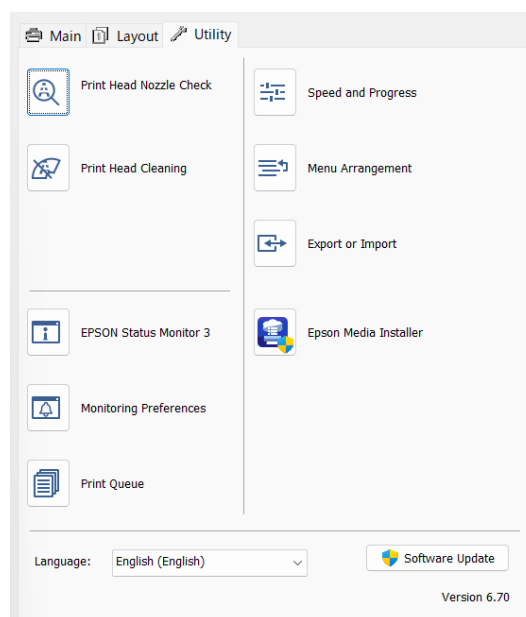 Main
Layout
Utility
Print Head Nozzle Check
Speed and Progress
Print Head Cleaning
Menu Arrangement
Export or Import
EPSON Status Monitor 3
Epson Media Installer
Monitoring Preferences
Print Queue
Language:
English (English)
Software Update
Version 6.70